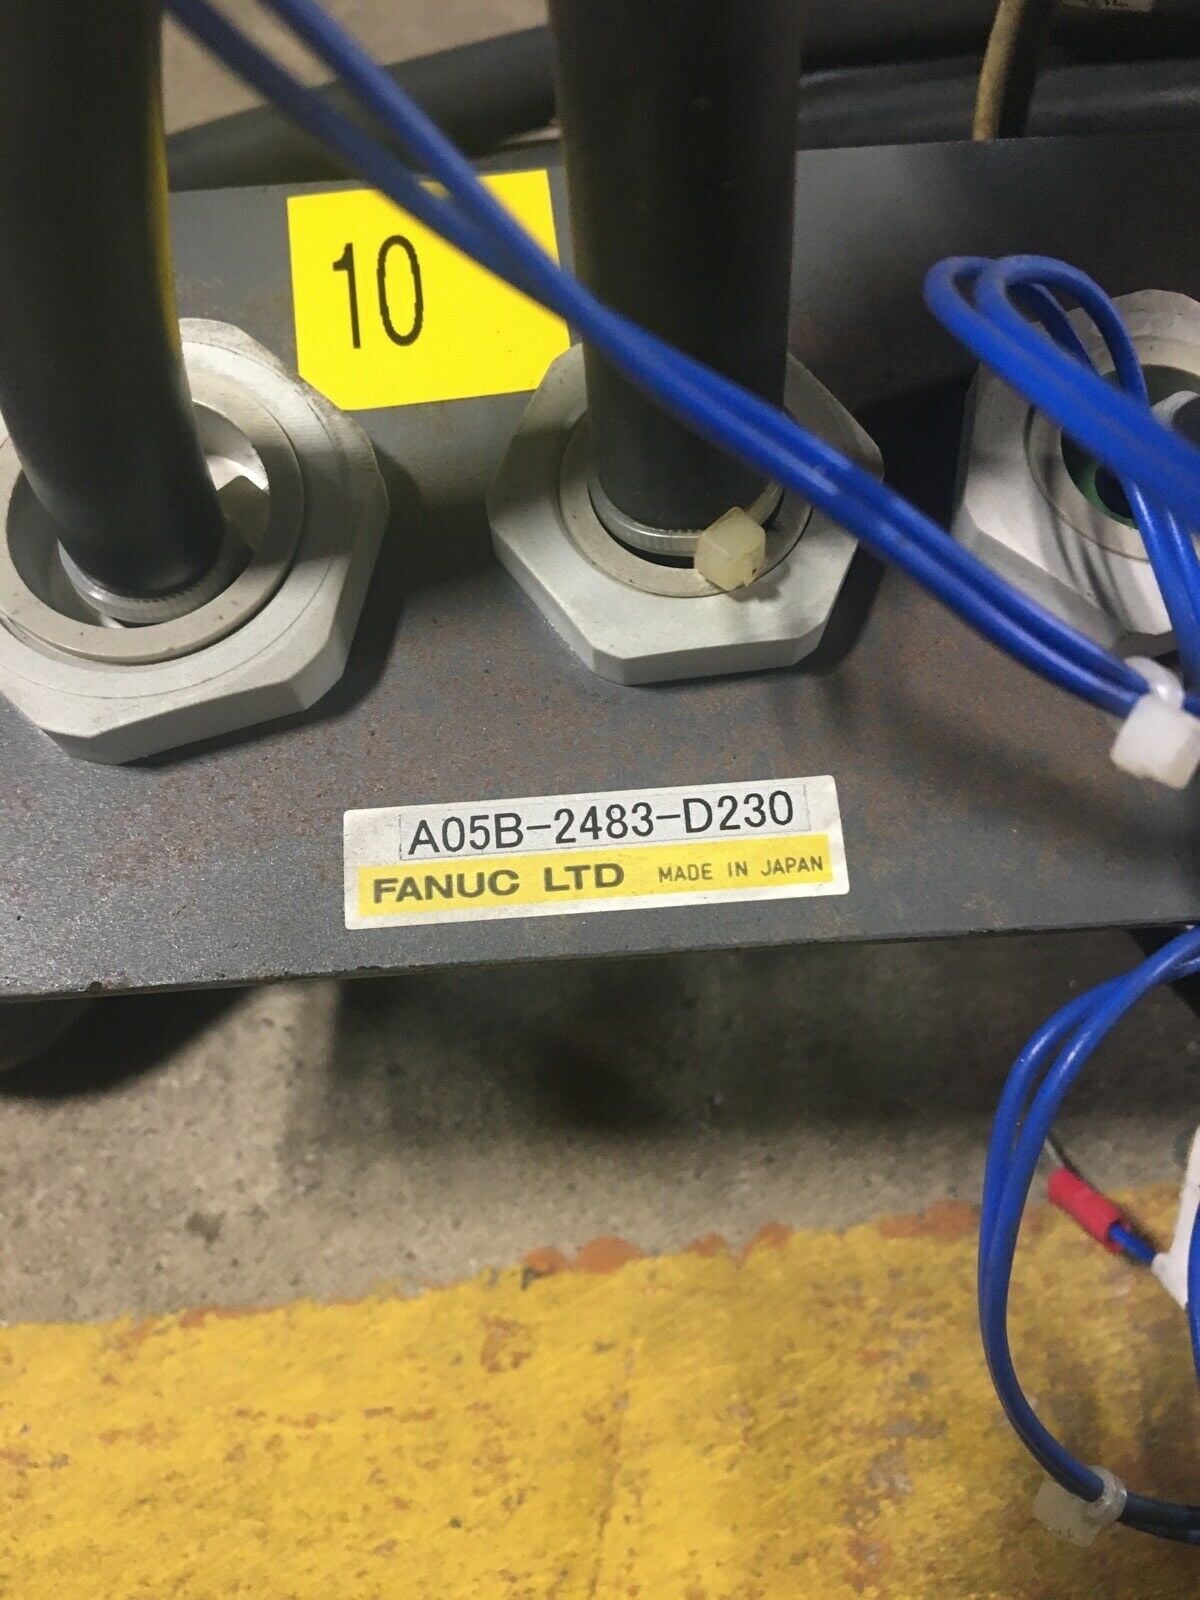 10
A05B-2483-D230
FANUC LTD MADE IN JAPAN